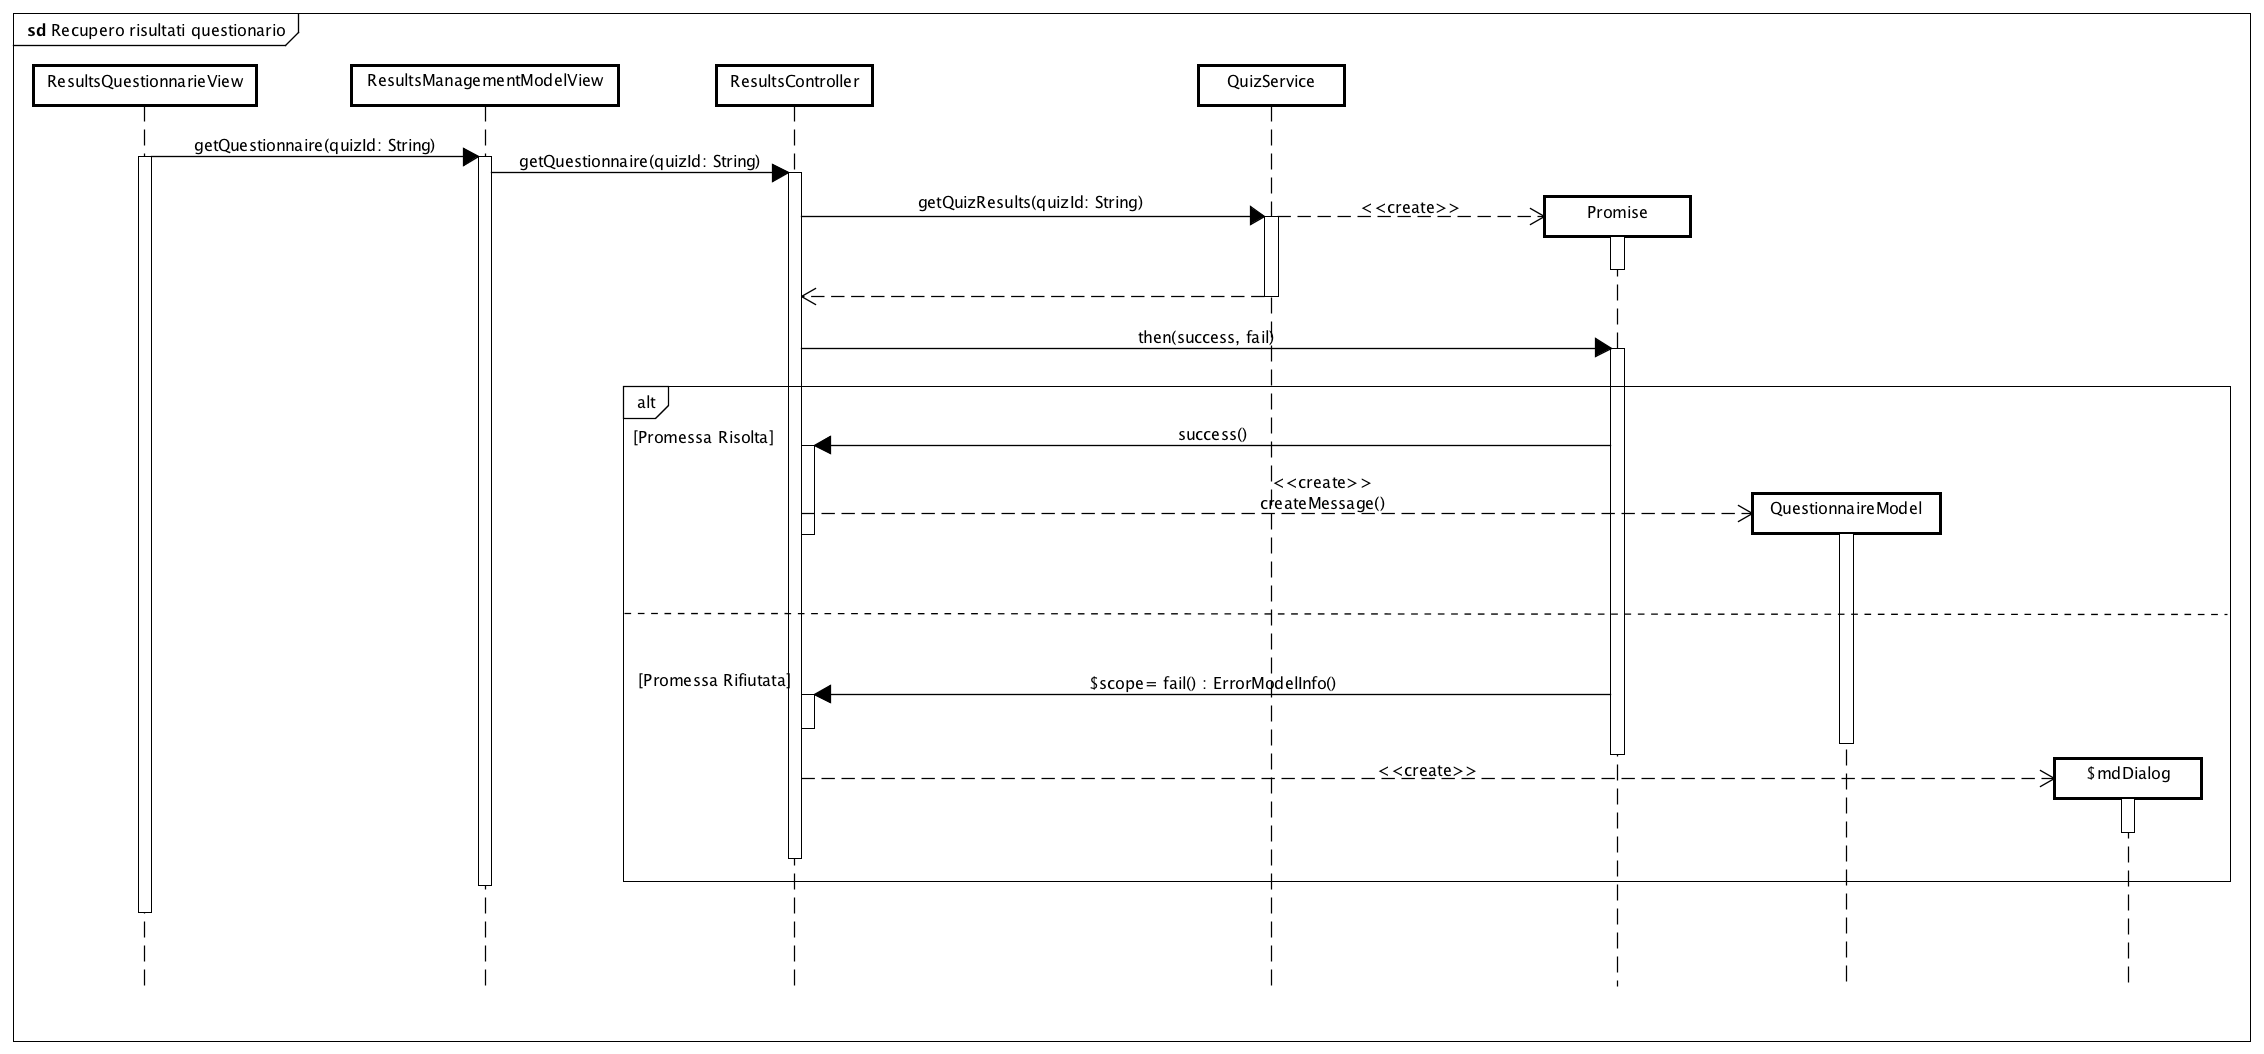 sd Recupero risultati questionario
ResultsQuestionnarieView
ResultsManagementModelView
ResultsController
QuizService
getQuestionnaire(quizId: String)
getQuestionnaire(quizId: String)
getQuizResults(quizId: String)
<<create>>
Promise
then(success, fail)
alt
[Promessa Risolta]
success()
<<create>>
createMessage()
QuestionnaireModel
[Promessa Rifiutata]
$scope= fail() : ErrorModelInfo()
<<create>>
$mdDialog